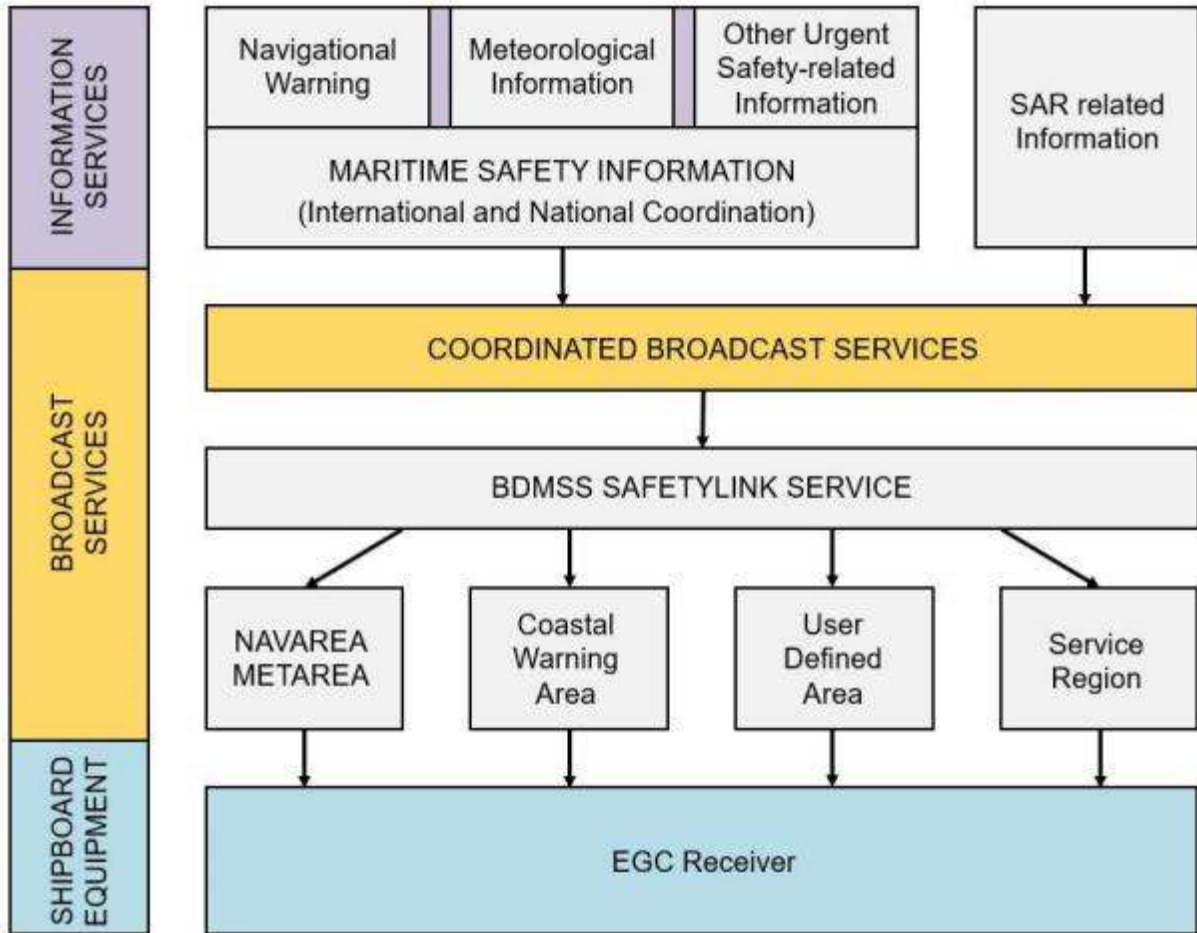 INFORMATION
SERVICES
Navigational
Warning
Meteorological
Information
Other Urgent
Safety-related
Information
MARITIME SAFETY INFORMATION
(International and National Coordination)
SAR related
Information
BROADCAST
SERVICES
COORDINATED BROADCAST SERVICES
BDMSS SAFETYLINK SERVICE
NAVAREA
METAREA
Coastal
Warning
Area
User
Defined
Area
Service
Region
SHIPBOARD
EQUIPMENT
EGC Receiver